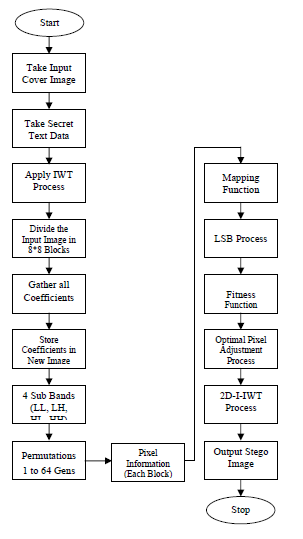 Start
Take Input
Cover Image
Take Secret
Text Data
Apply IWT
Process
Divide the
Input Image in
8*8 Blocks
Gather all
Coefficients
Store
Coefficients in
New Image
4 Sub Bands
(LL, LH,
HL, HH)
Permutations
1 to 64 Gens
Pixel
Information
(Each Block)
Mapping
Function
LSB Process
Fitness
Function
Optimal Pixel
Adjustment
Process
2D-I-IWT
Process
Output Stego
Image
Stop